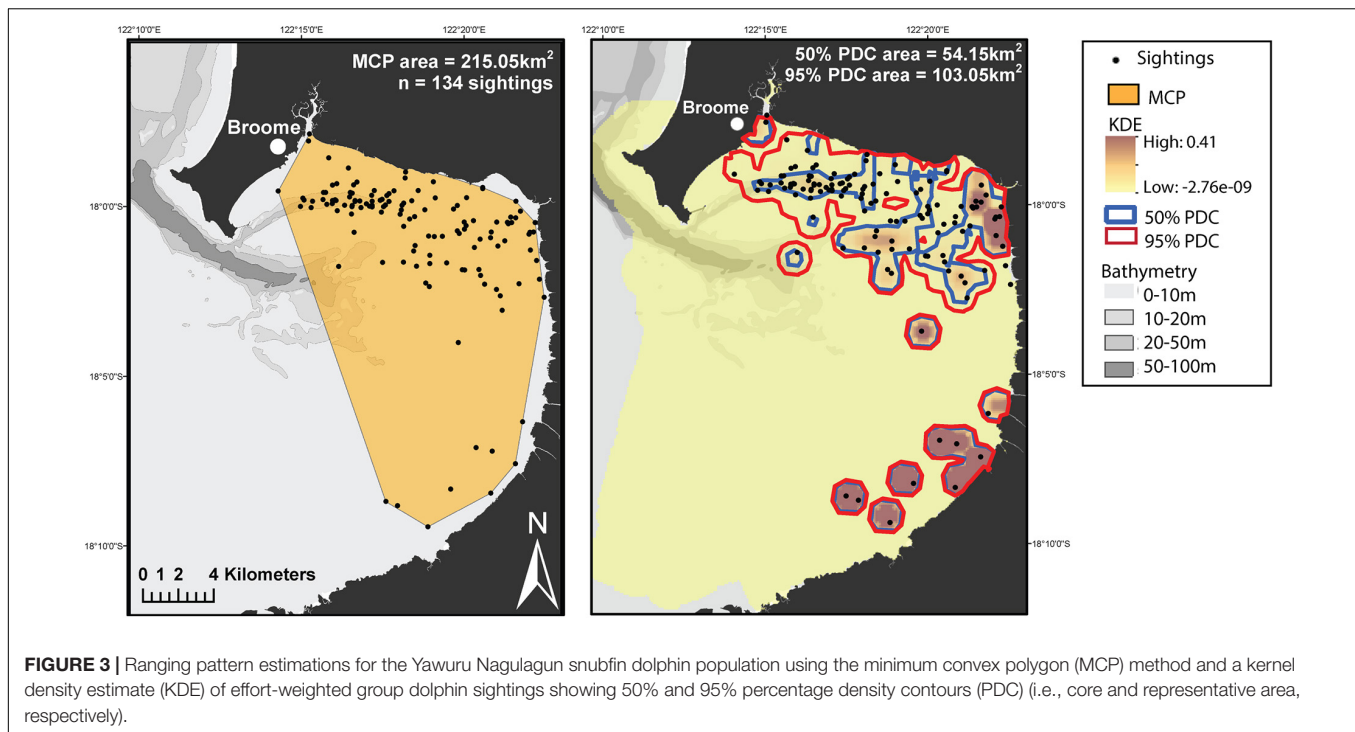 122°10'0"E 122°15'0"E 122°20'0"E 122°10'0"E 122°15'0"E 122°20'0"E
MCP area = 215.05km²
n = 134 sightings
Broome
18°0'0"S
18°5'0"S
18°10'0"S
0 1 2 4 Kilometers
N
50% PDC area = 54.15km²
95% PDC area = 103.05km²
Broome
18°0'0"S
18°5'0"S
18°10'0"S
Sightings
MCP
KDE
High: 0.41
Low: -2.76e-09
50% PDC
95% PDC
Bathymetry
0-10m
10-20m
20-50m
50-100m
FIGURE 3 | Ranging pattern estimations for the Yawuru Nagulagun snubfin dolphin population using the minimum convex polygon (MCP) method and a kernel
density estimate (KDE) of effort-weighted group dolphin sightings showing 50% and 95% percentage density contours (PDC) (i.e., core and representative area,
respectively).